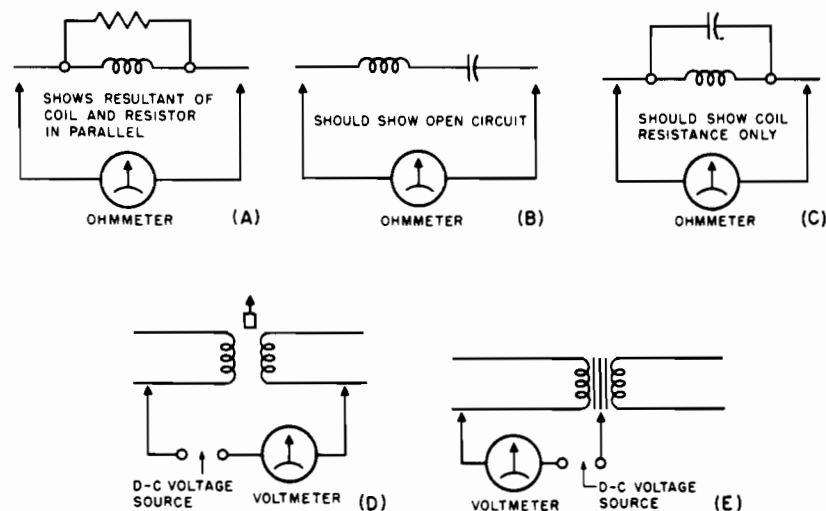 SHOWS RESULTANT OF
COIL AND RESISTOR
IN PARALLEL
OHMMETER
(A)
SHOULD SHOW OPEN CIRCUIT
OHMMETER
(B)
SHOULD SHOW COIL
RESISTANCE ONLY
OHMMETER
(C)
D-C VOLTAGE
SOURCE
VOLTMETER
(D)
VOLTMETER
D-C VOLTAGE
SOURCE
(E)